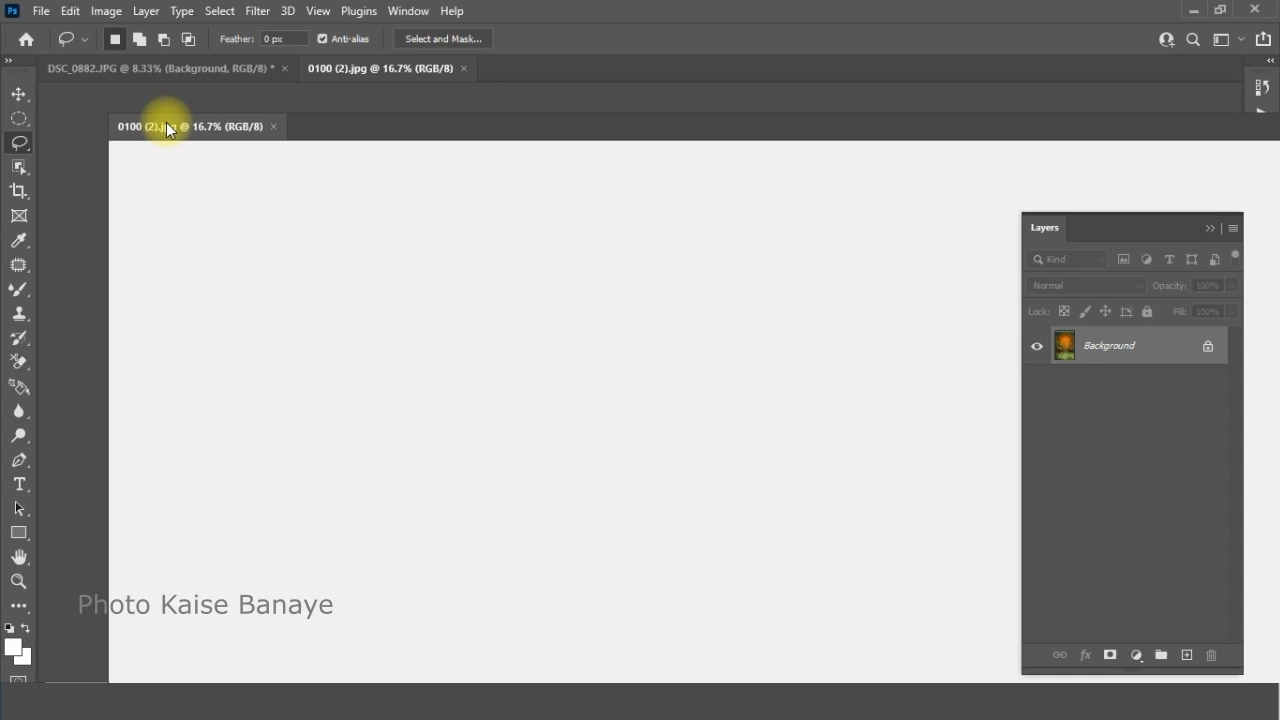 Ps File Edit Image Layer Type Select Filter 3D View Plugins Window Help
Feather: 0 px Anti-alias Select and Mask...
DSC_0882.JPG @ 8.33% (Background, RGB/8) * × 0100 (2).jpg @ 16.7% (RGB/8) ×
0100 (2).jpg @ 16.7% (RGB/8) ×
Layers
Kind
Normal Opacity: 100%
Lock: Fill: 100%
Background
Photo Kaise Banaye